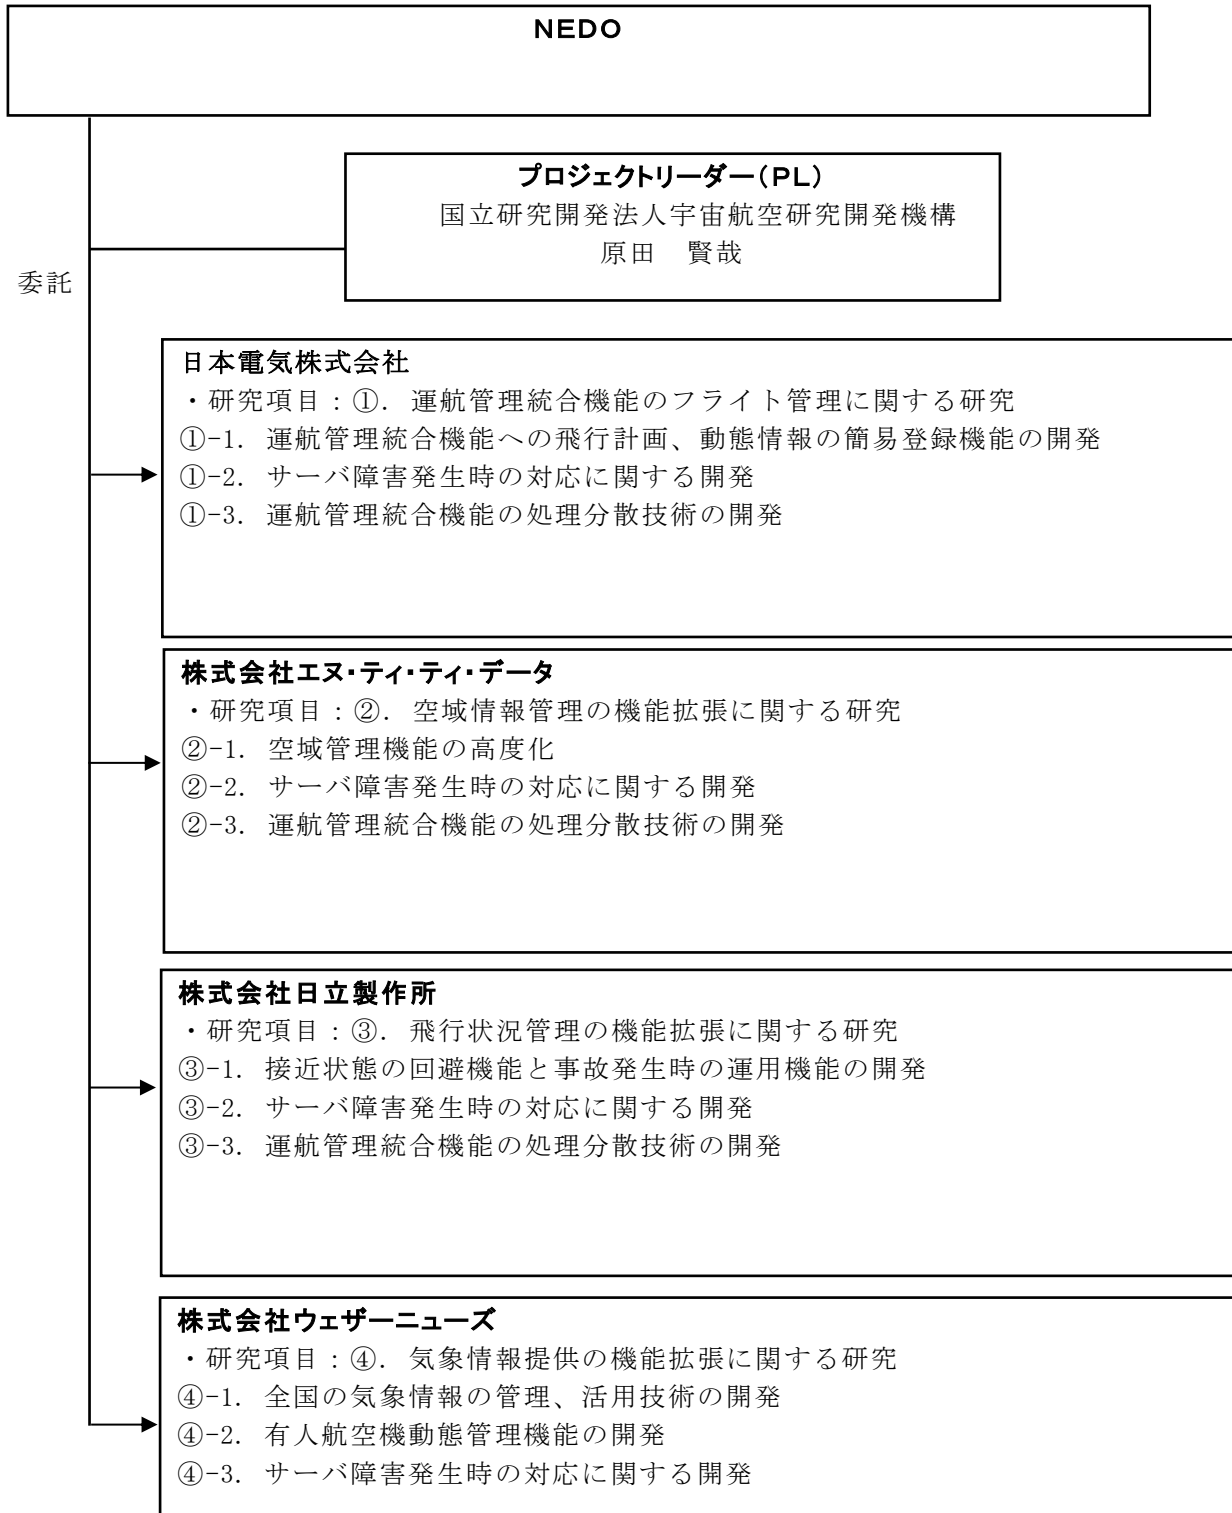 NEDO
プロジェクトリーダー(PL)
国立研究開発法人宇宙航空研究開発機構
原田　賢哉
委託
日本電気株式会社
・研究項目：①．運航管理統合機能のフライト管理に関する研究
①-1．運航管理統合機能への飛行計画、動態情報の簡易登録機能の開発
①-2．サーバ障害発生時の対応に関する開発
①-3．運航管理統合機能の処理分散技術の開発
株式会社エヌ・ティ・ティ・データ
・研究項目：②．空域情報管理の機能拡張に関する研究
②-1．空域管理機能の高度化
②-2．サーバ障害発生時の対応に関する開発
②-3．運航管理統合機能の処理分散技術の開発
株式会社日立製作所
・研究項目：③．飛行状況管理の機能拡張に関する研究
③-1．接近状態の回避機能と事故発生時の運用機能の開発
③-2．サーバ障害発生時の対応に関する開発
③-3．運航管理統合機能の処理分散技術の開発
株式会社ウェザーニューズ
・研究項目：④．気象情報提供の機能拡張に関する研究
④-1．全国の気象情報の管理、活用技術の開発
④-2．有人航空機動態管理機能の開発
④-3．サーバ障害発生時の対応に関する開発